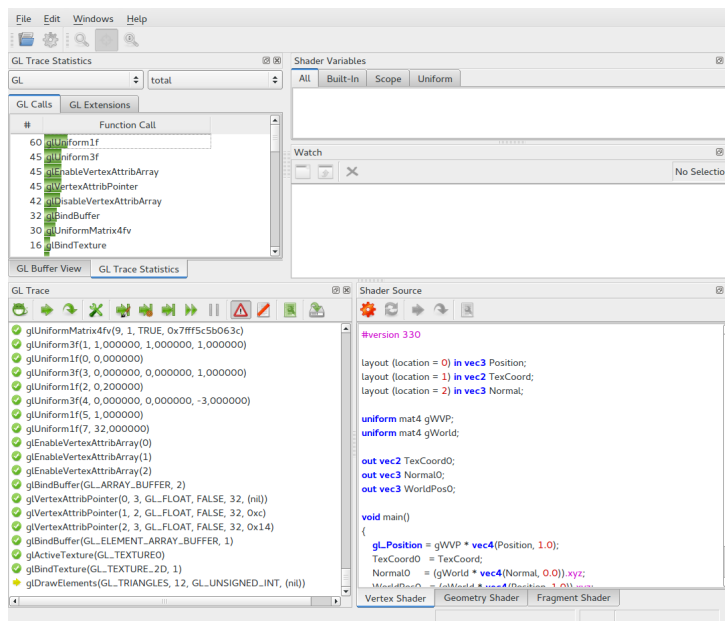 File Edit Windows Help
GL Trace Statistics
GL total
GL Calls GL Extensions
# Function Call
60 glUniform1f
45 glUniform3f
45 glEnableVertexAttribArray
45 glVertexAttribPointer
42 glDisableVertexAttribArray
32 glBindBuffer
30 glUniformMatrix4fv
16 glBindTexture
GL Buffer View GL Trace Statistics
Shader Variables
All Built-In Scope Uniform
Watch
No Selectio
GL Trace
glUniformMatrix4fv(9, 1, TRUE, 0x7fff5c5b063c)
glUniform3f(1, 1,000000, 1,000000, 1,000000)
glUniform1f(0, 0,000000)
glUniform3f(3, 0,000000, 0,000000, 1,000000)
glUniform1f(2, 0,200000)
glUniform3f(4, 0,000000, 0,000000, -3,000000)
glUniform1f(5, 1,000000)
glUniform1f(7, 32,000000)
glEnableVertexAttribArray(0)
glEnableVertexAttribArray(1)
glEnableVertexAttribArray(2)
glBindBuffer(GL_ARRAY_BUFFER, 2)
glVertexAttribPointer(0, 3, GL_FLOAT, FALSE, 32, (nil))
glVertexAttribPointer(1, 2, GL_FLOAT, FALSE, 32, 0xc)
glVertexAttribPointer(2, 3, GL_FLOAT, FALSE, 32, 0x14)
glBindBuffer(GL_ELEMENT_ARRAY_BUFFER, 1)
glActiveTexture(GL_TEXTURE0)
glBindTexture(GL_TEXTURE_2D, 1)
glDrawElements(GL_TRIANGLES, 12, GL_UNSIGNED_INT, (nil))
Shader Source
#version 330
layout (location = 0) in vec3 Position;
layout (location = 1) in vec2 TexCoord;
layout (location = 2) in vec3 Normal;
uniform mat4 gWVP;
uniform mat4 gWorld;
out vec2 TexCoord0;
out vec3 Normal0;
out vec3 WorldPos0;
void main()
{
gl_Position = gWVP * vec4(Position, 1.0);
TexCoord0 = TexCoord;
Normal0 = (gWorld * vec4(Normal, 0.0)).xyz;
WorldPos0 = (gWorld * vec4(Position, 1.0)).xyz;
Vertex Shader Geometry Shader Fragment Shader